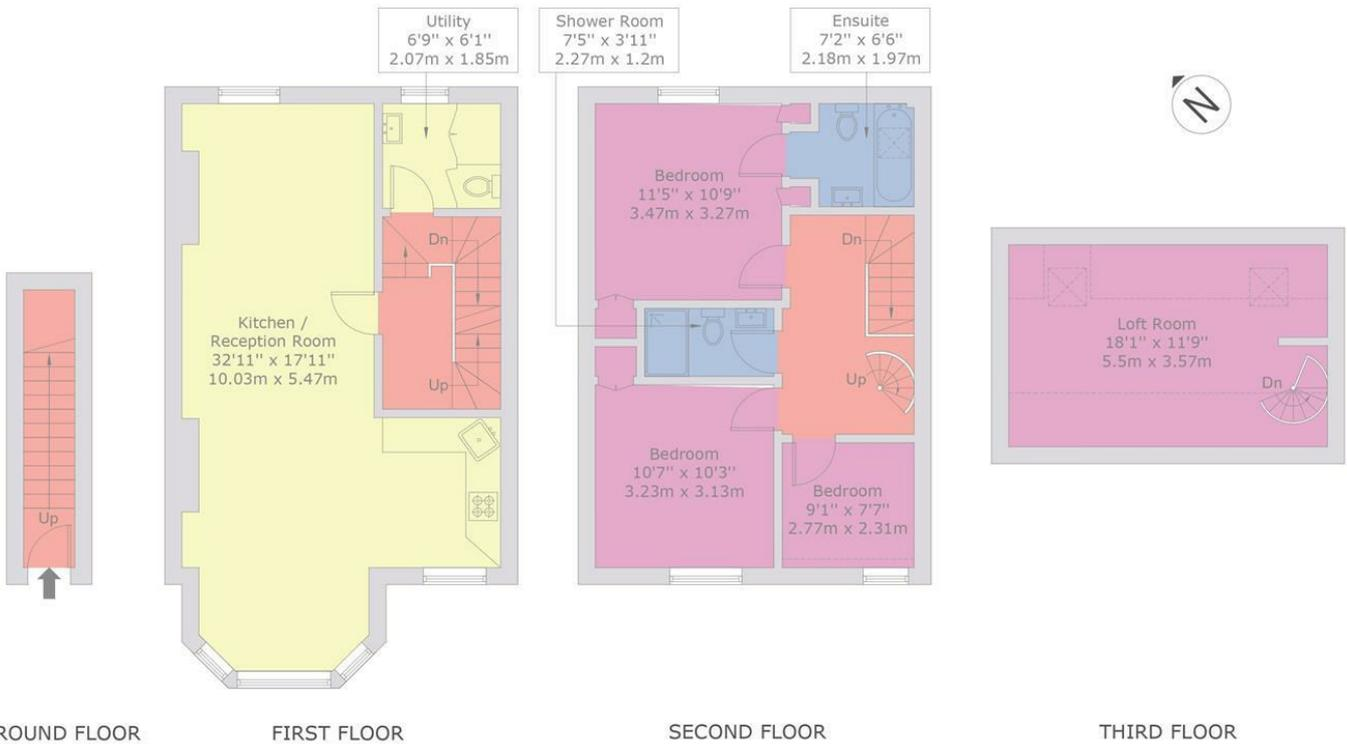 Utility
6'9" x 6'1"
2.07m x 1.85m
Shower Room
7'5" x 3'11"
2.27m x 1.2m
Ensuite
7'2" x 6'6"
2.18m x 1.97m
N
Up
Kitchen /
Reception Room
32'11" x 17'11"
10.03m x 5.47m
Dn
Up
Bedroom
11'5" x 10'9"
3.47m x 3.27m
Dn
Up
Bedroom
10'7" x 10'3"
3.23m x 3.13m
Bedroom
9'1" x 7'7"
2.77m x 2.31m
Loft Room
18'1" x 11'9"
5.5m x 3.57m
Dn
ROUND FLOOR
FIRST FLOOR
SECOND FLOOR
THIRD FLOOR